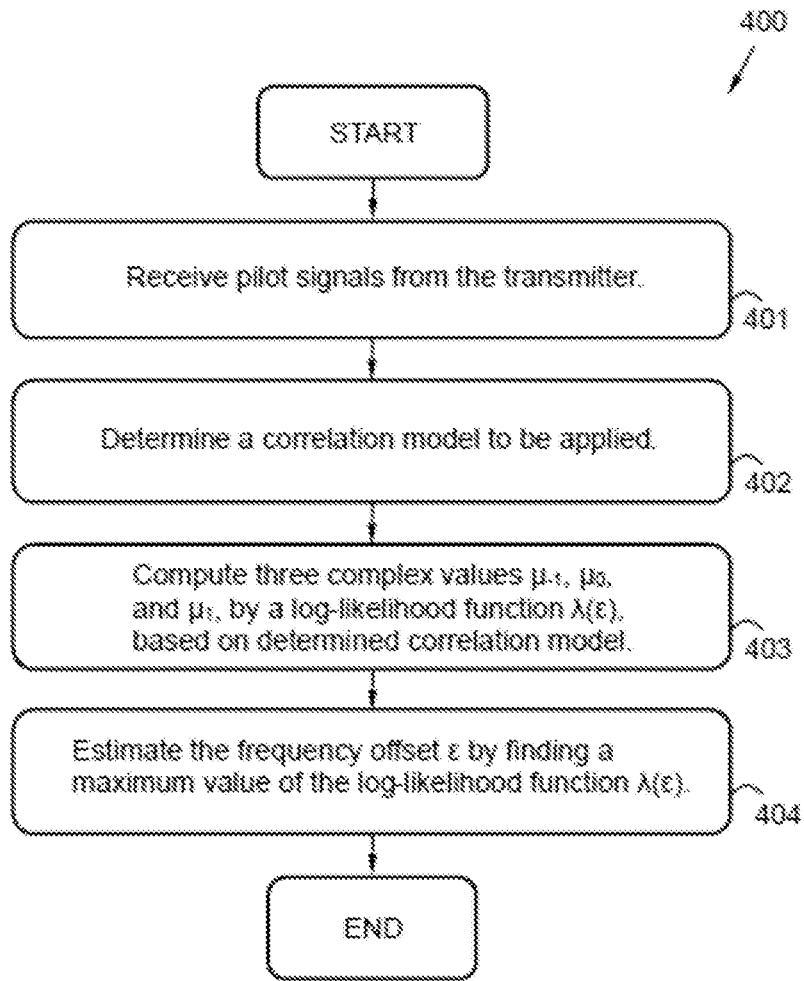 400
START
Receive pilot signals from the transmitter.
401
Determine a correlation model to be applied.
402
Compute three complex values μ₋₁, μ₀,
and μ₁, by a log-likelihood function λ(ε),
based on determined correlation model.
403
Estimate the frequency offset ε by finding a
maximum value of the log-likelihood function λ(ε).
404
END